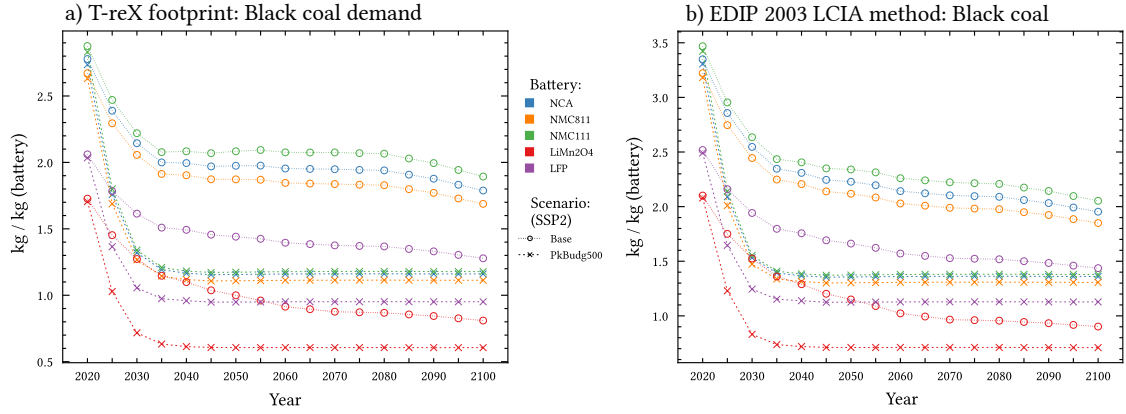 a) T-reX footprint: Black coal demand
kg / kg (battery)
2.5
2.0
1.5
1.0
0.5
2020 2030 2040 2050 2060 2070 2080 2090 2100
Year
Battery:
NCA
NMC811
NMC111
LiMn2O4
LFP
Scenario:
(SSP2)
Base
PkBudg500
b) EDIP 2003 LCIA method: Black coal
kg / kg (battery)
3.5
3.0
2.5
2.0
1.5
1.0
2020 2030 2040 2050 2060 2070 2080 2090 2100
Year